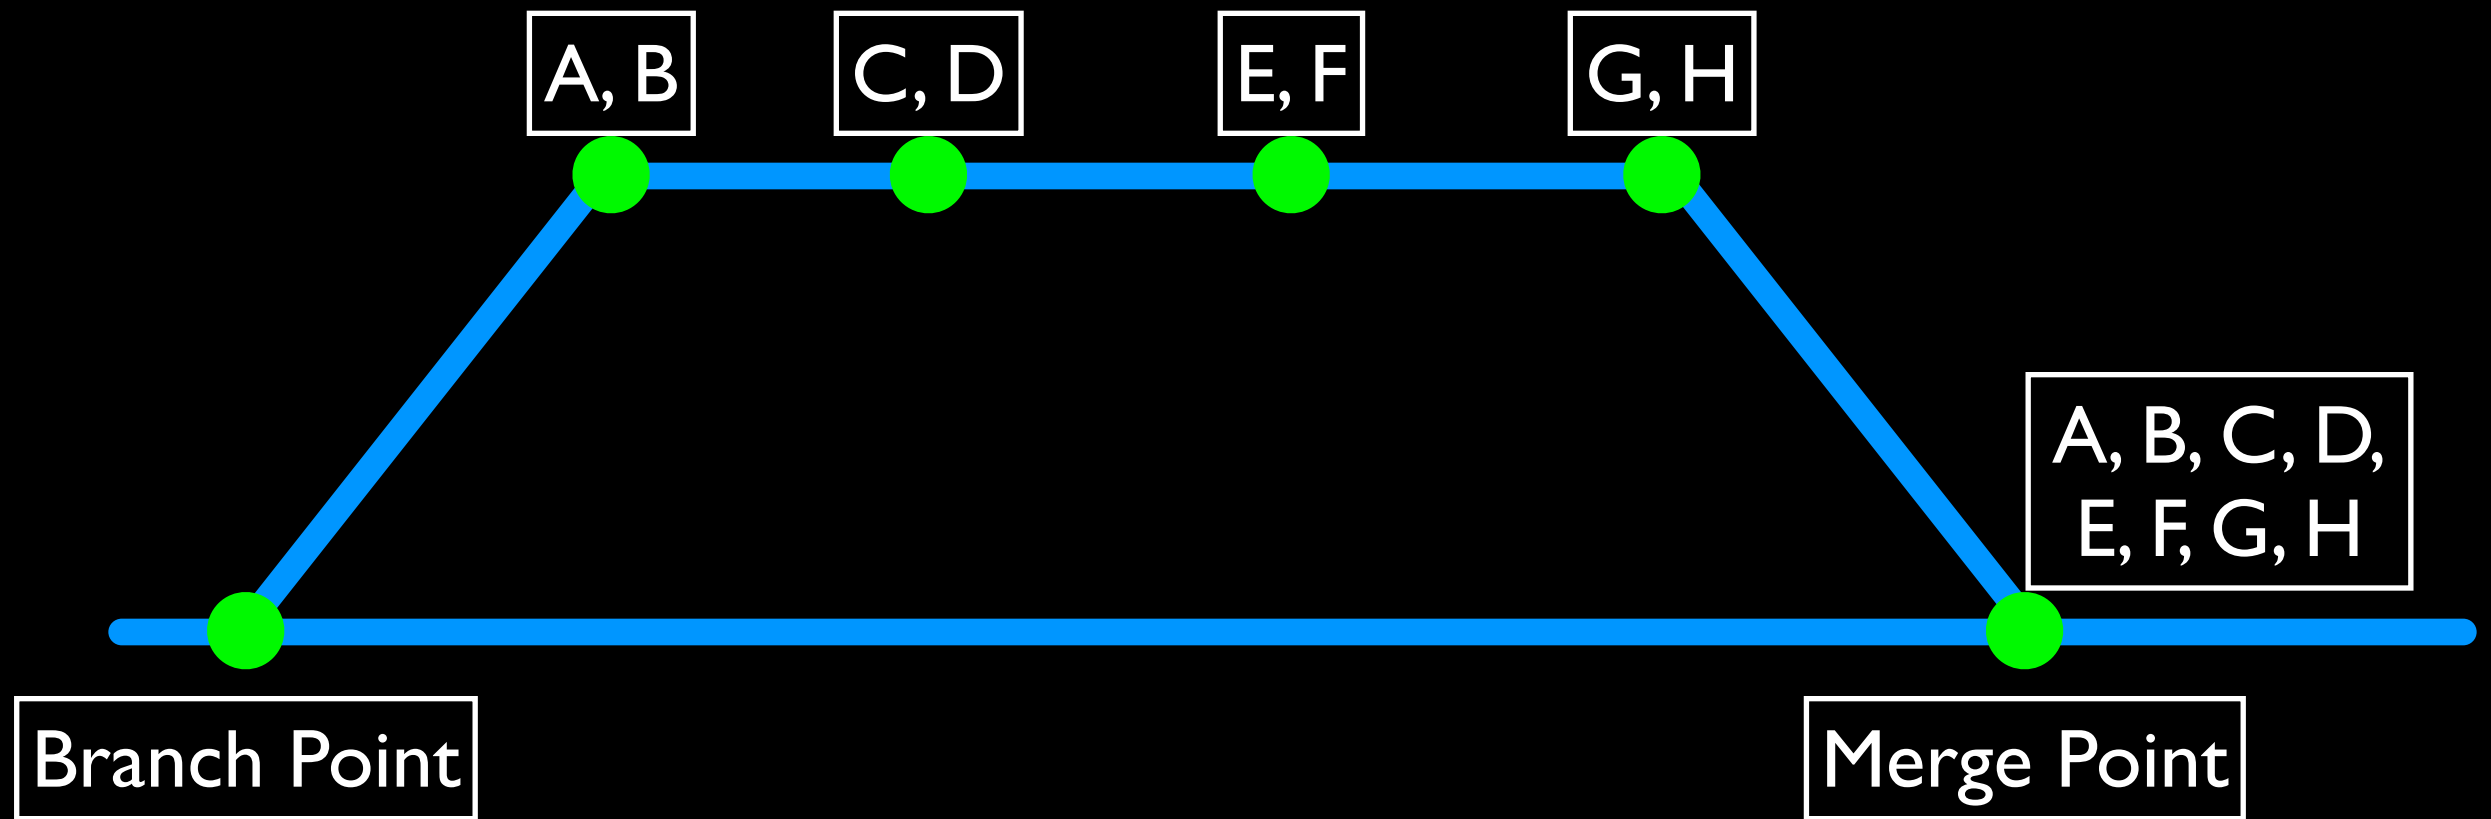 A, B
C, D
E, F
G, H
A, B, C, D,
E, F, G, H
Branch Point
Merge Point